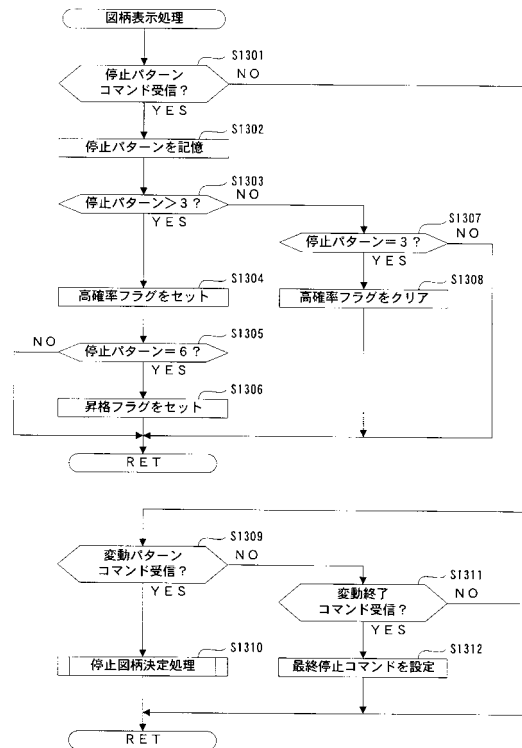 図柄表示処理
S1301
停止パターン
コマンド受信？
NO
YES
S1302
停止パターンを記憶
S1303
停止パターン＞3？
NO
YES
S1307
停止パターン＝3？
NO
YES
S1304
高確率フラグをセット
S1308
高確率フラグをクリア
S1305
NO
停止パターン＝6？
YES
S1306
昇格フラグをセット
RET
S1309
変動パターン
コマンド受信？
NO
YES
S1311
変動終了
コマンド受信？
NO
YES
S1310
停止図柄決定処理
S1312
最終停止コマンドを設定
RET